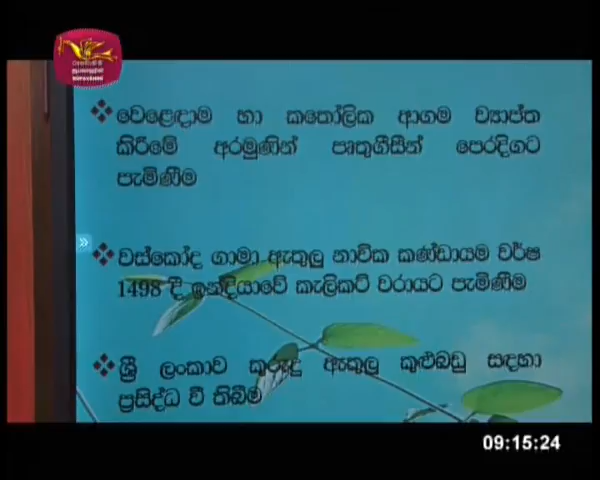 වෙළෙඳාම හා කතෝලික ආගම ව්‍යාප්ත
කිරීමේ අරමුණින් පෘතුගීසීන් පෙරදිගට
පැමිණීම
වස්කෝද ගාමා ඇතුලු නාවික කණ්ඩායම වර්ෂ
1498 දී ඉන්දියාවේ කැලිකට් වරායට පැමිණීම
ශ්‍රී ලංකාව කුරුඳු ඇතුලු කුළුබඩු සඳහා
ප්‍රසිද්ධ වී තිබීම
09:15:24